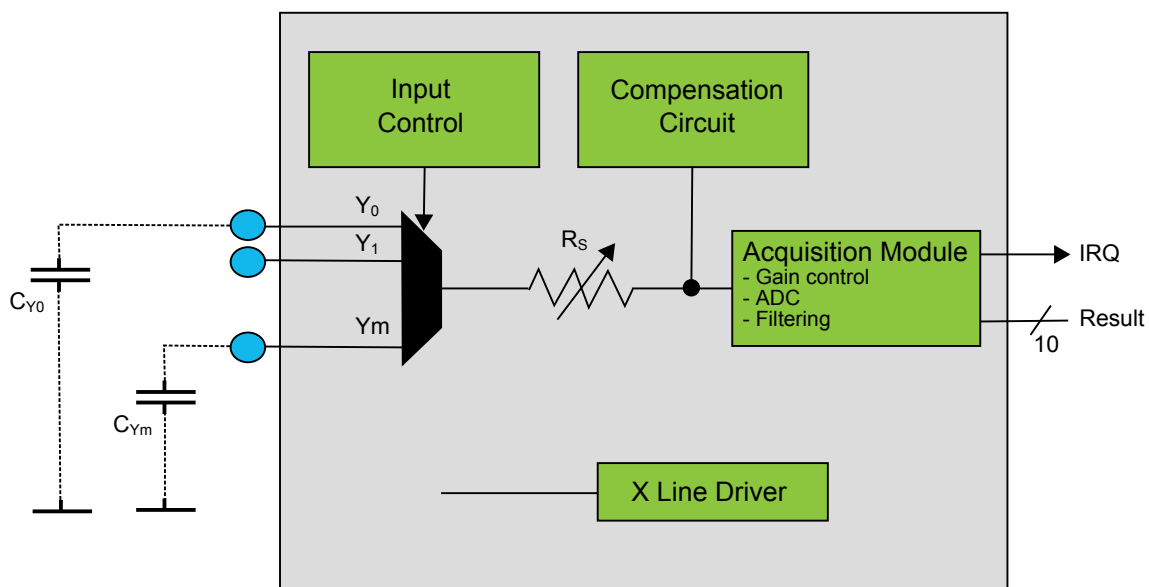 Input
Control
Compensation
Circuit
Y0
Y1
Ym
RS
CY0
CYm
Acquisition Module
- Gain control
- ADC
- Filtering
IRQ
Result
10
X Line Driver